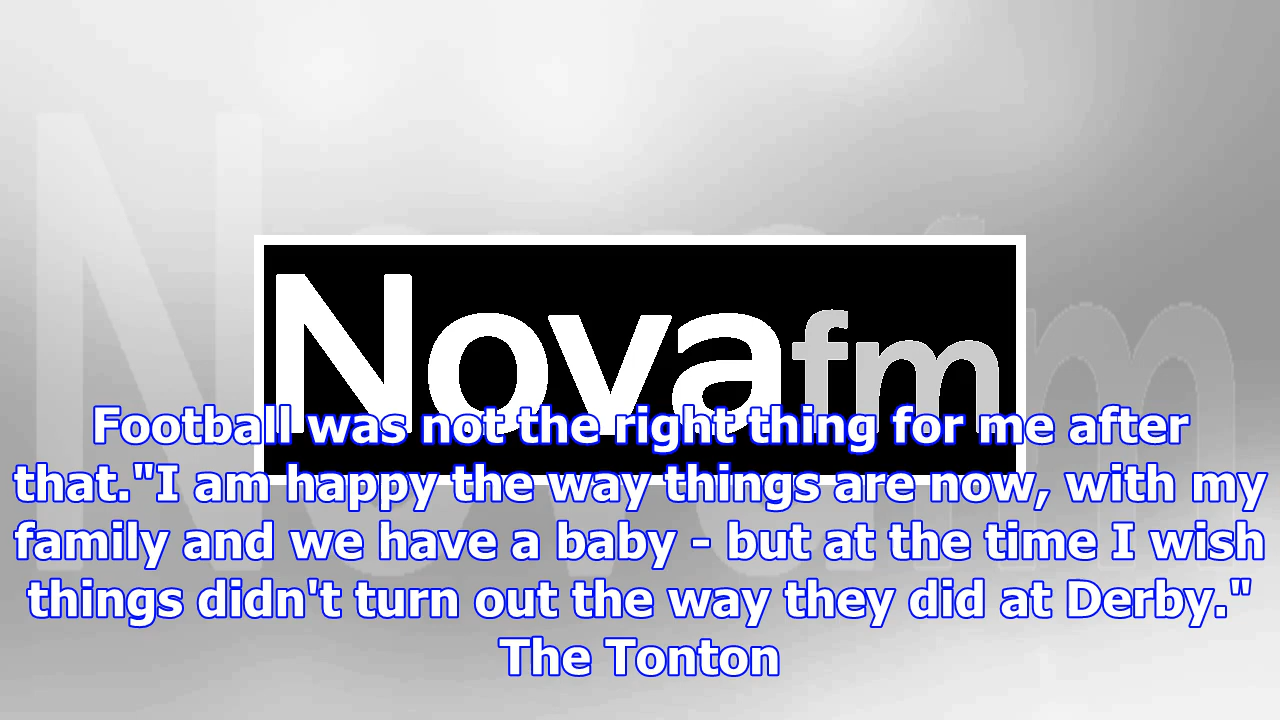 Novafm
Football was not the right thing for me after
that."I am happy the way things are now, with my
family and we have a baby - but at the time I wish
things didn't turn out the way they did at Derby."
The Tonton